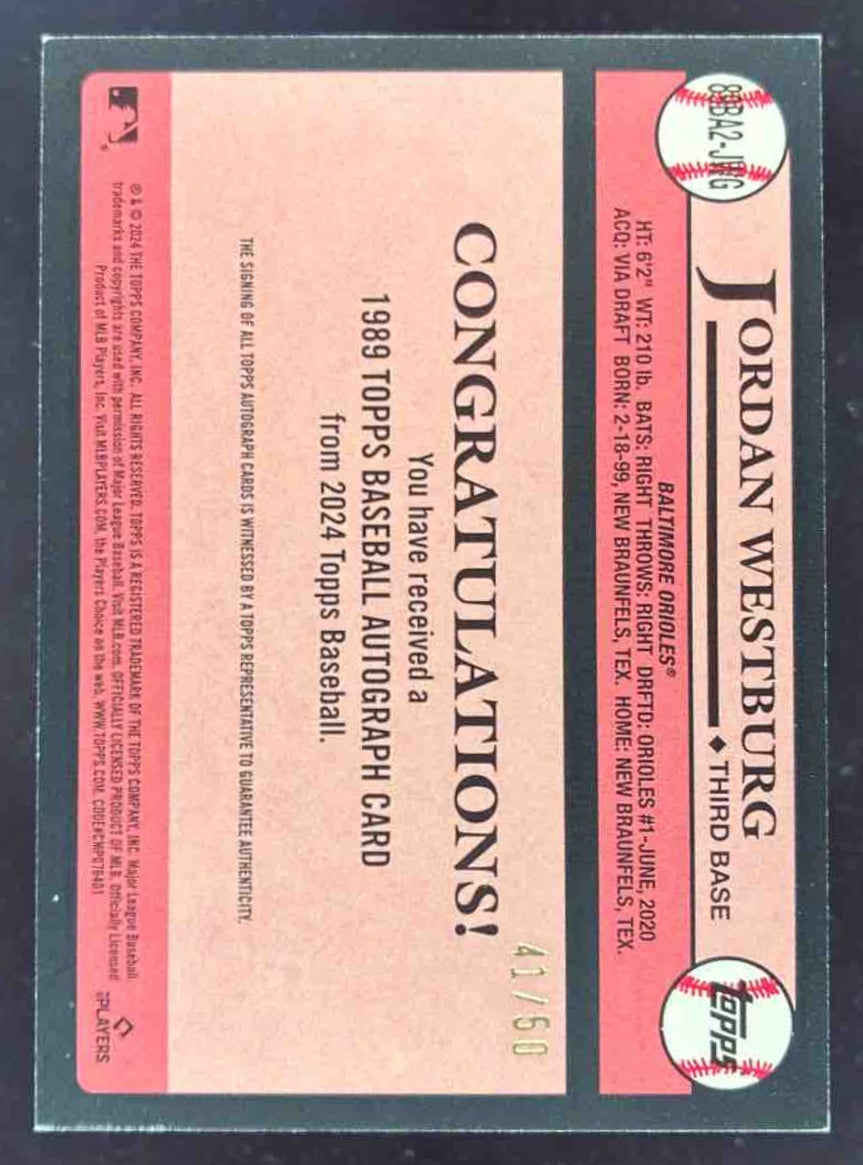 89BA2-JWG
JORDAN WESTBURG
◆ THIRD BASE
topps
BALTIMORE ORIOLES®
HT: 6'2" WT: 210 lb. BATS: RIGHT THROWS: RIGHT DRFTD: ORIOLES #1-JUNE, 2020
ACQ: VIA DRAFT BORN: 2-18-99, NEW BRAUNFELS, TEX. HOME: NEW BRAUNFELS, TEX.
41/50
CONGRATULATIONS!
You have received a
1989 TOPPS BASEBALL AUTOGRAPH CARD
from 2024 Topps Baseball.
THE SIGNING OF ALL TOPPS AUTOGRAPH CARDS IS WITNESSED BY A TOPPS REPRESENTATIVE TO GUARANTEE AUTHENTICITY.
® & © 2024 THE TOPPS COMPANY, INC. ALL RIGHTS RESERVED. TOPPS IS A REGISTERED TRADEMARK OF THE TOPPS COMPANY, INC. Major League Baseball
trademarks and copyrights are used with permission of Major League Baseball. Visit MLB.com. OFFICIALLY LICENSED PRODUCT OF MLB. Officially Licensed
Product of MLB Players, Inc. Visit MLBPLAYERS.COM, the Players Choice on the web. WWW.TOPPS.COM. CODE#CMP079401
PLAYERS